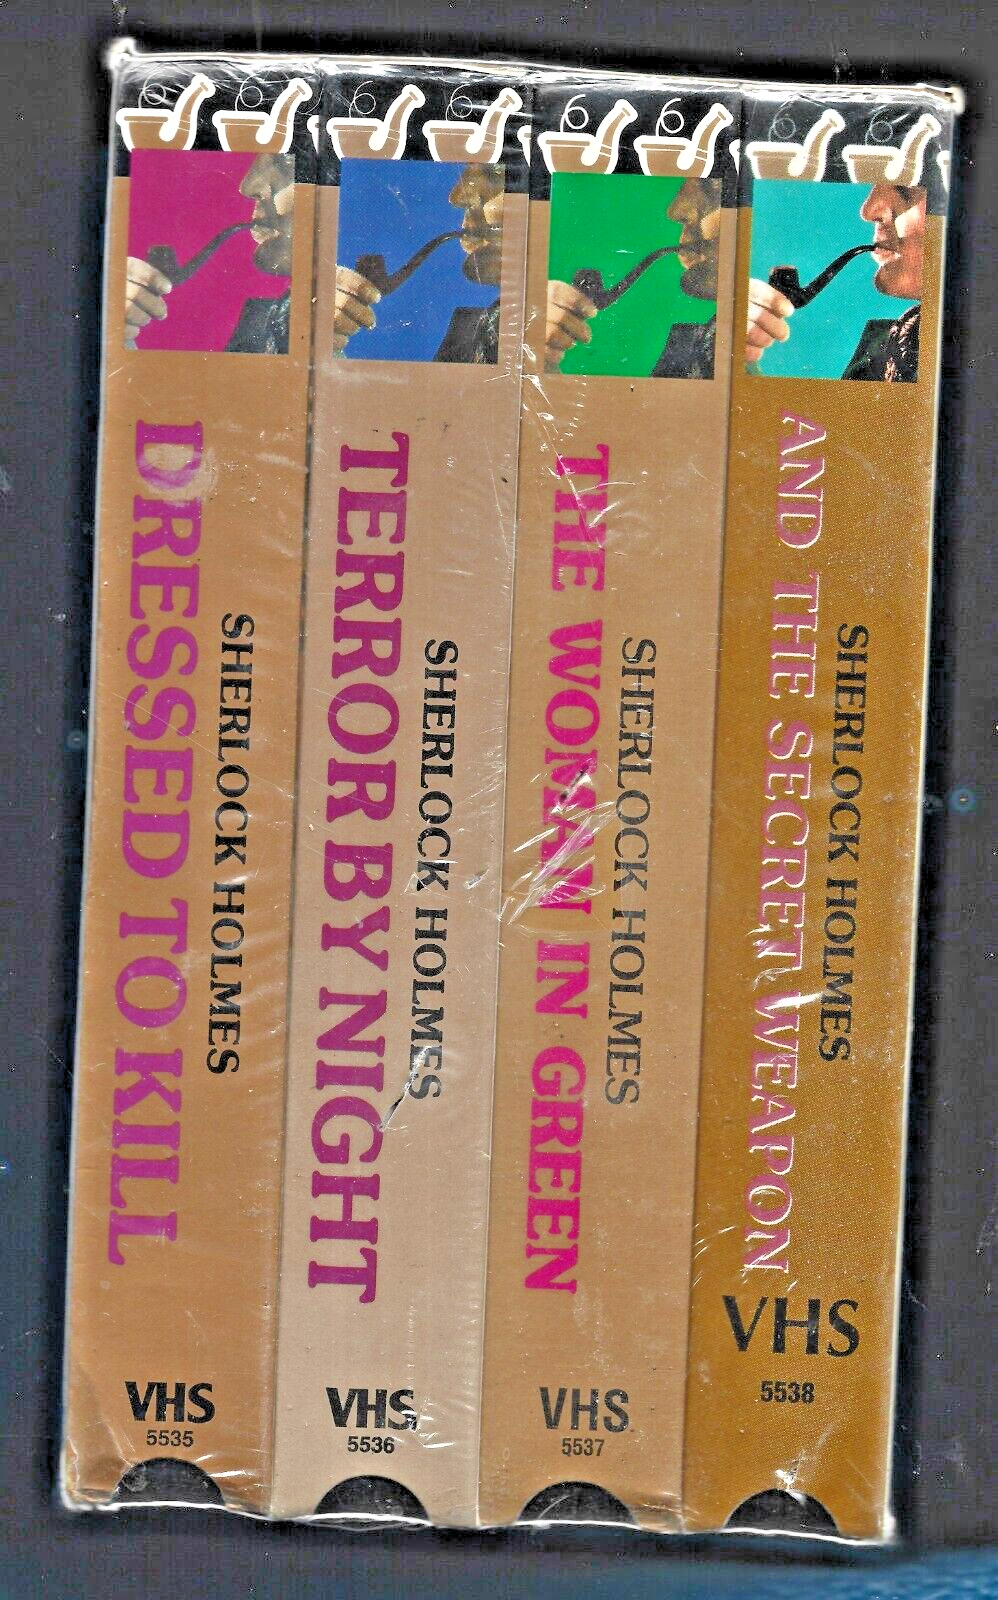 SHERLOCK HOLMES
DRESSED TO KILL
VHS
5535
SHERLOCK HOLMES
TERROR BY NIGHT
VHS
5536
SHERLOCK HOLMES
THE WOMAN IN GREEN
VHS
5537
SHERLOCK HOLMES
AND THE SECRET WEAPON
VHS
5538